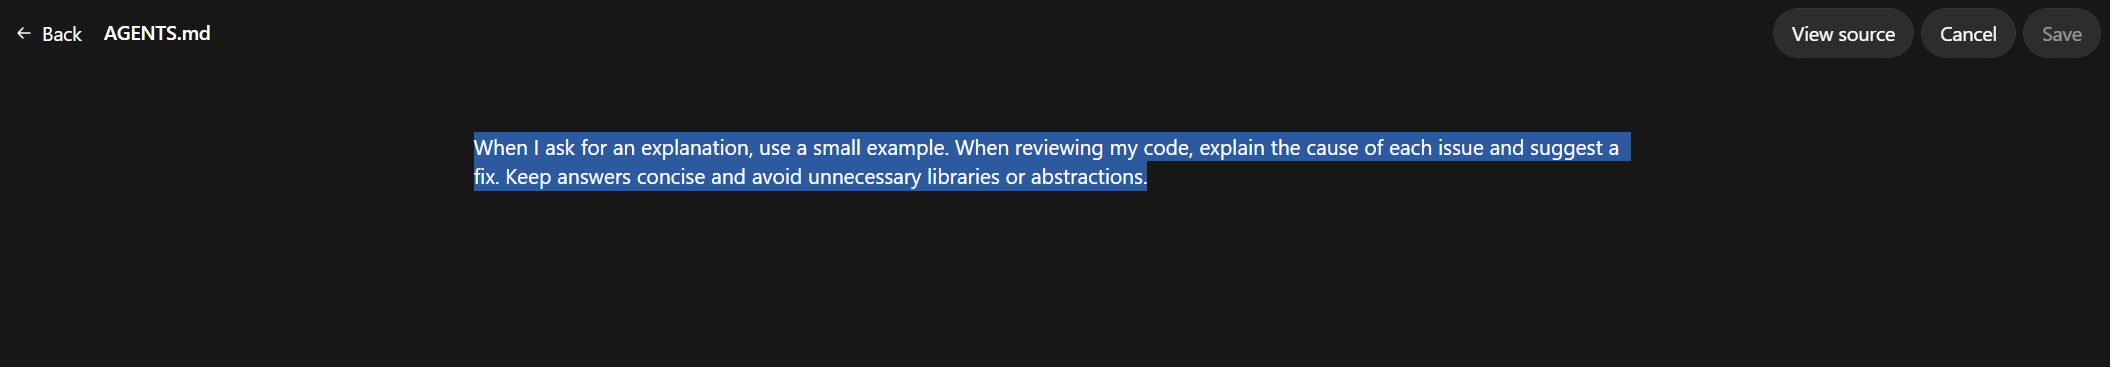 ← Back AGENTS.md View source Cancel Save
When I ask for an explanation, use a small example. When reviewing my code, explain the cause of each issue and suggest a
fix. Keep answers concise and avoid unnecessary libraries or abstractions.